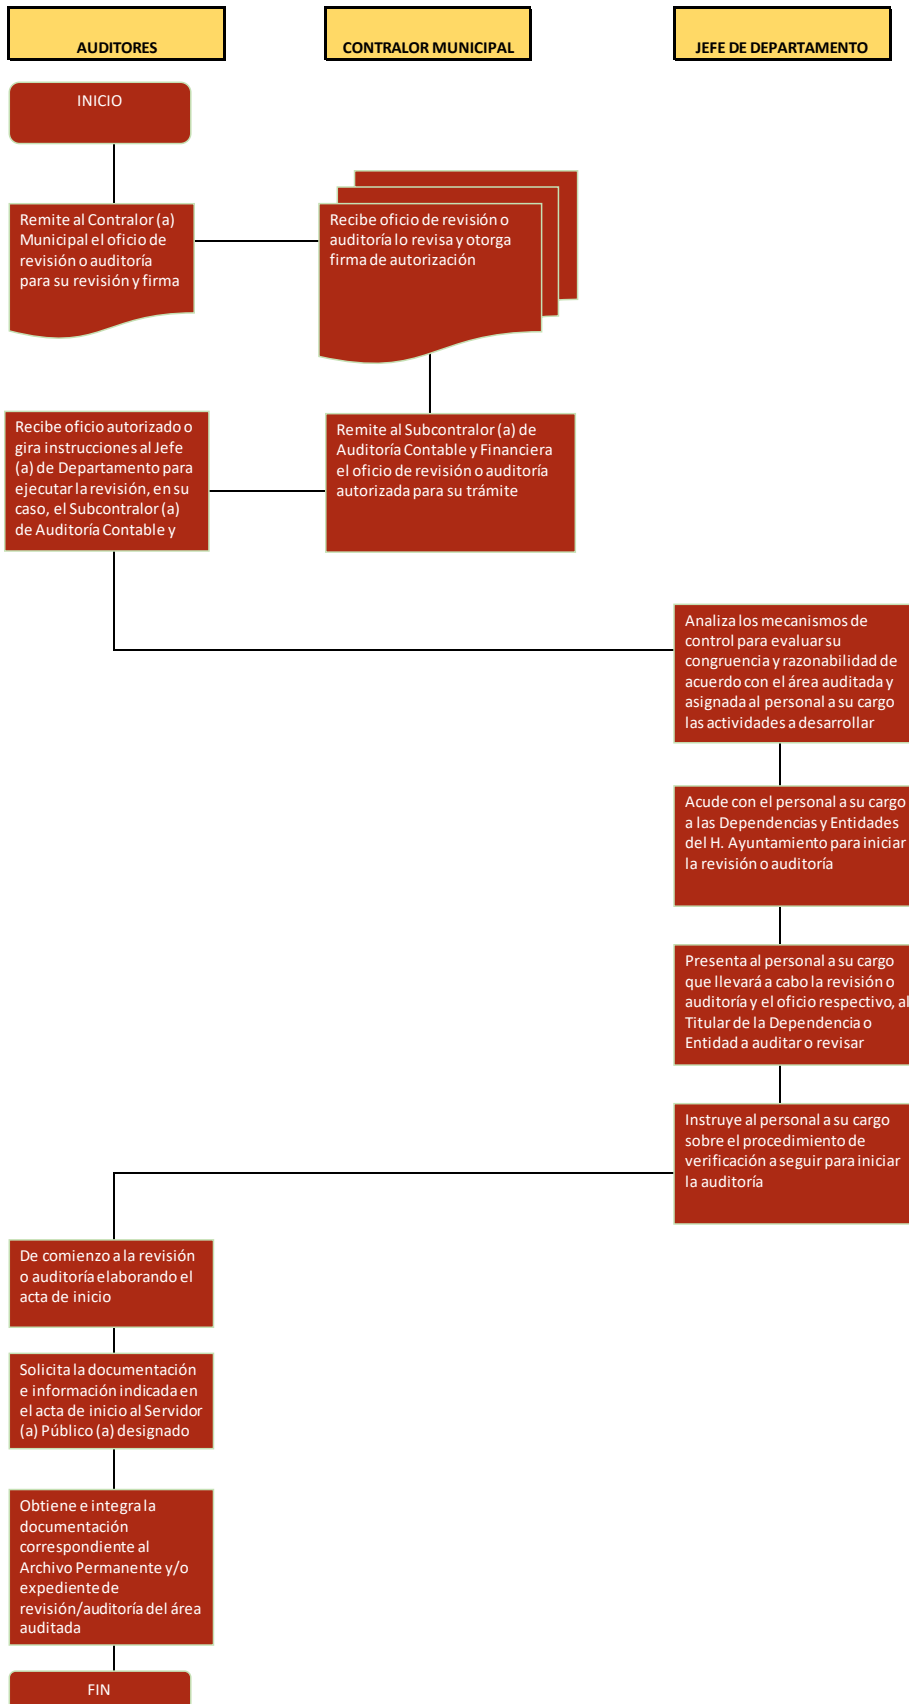 AUDITORES
CONTRALOR MUNICIPAL
JEFE DE DEPARTAMENTO
INICIO
Remite al Contralor (a)
Municipal el oficio de
revisión o auditoría
para su revisión y firma
Recibe oficio de revisión o
auditoría lo revisa y otorga
firma de autorización
Remite al Subcontralor (a) de
Auditoría Contable y Financiera
el oficio de revisión o auditoría
autorizada para su trámite
Recibe oficio autorizado o
gira instrucciones al Jefe
(a) de Departamento para
ejecutar la revisión, en su
caso, el Subcontralor (a)
de Auditoría Contable y
Analiza los mecanismos de
control para evaluar su
congruencia y razonabilidad de
acuerdo con el área auditada y
asignada al personal a su cargo
las actividades a desarrollar
Acude con el personal a su cargo
a las Dependencias y Entidades
del H. Ayuntamiento para iniciar
la revisión o auditoría
Presenta al personal a su cargo
que llevará a cabo la revisión o
auditoría y el oficio respectivo, al
Titular de la Dependencia o
Entidad a auditar o revisar
Instruye al personal a su cargo
sobre el procedimiento de
verificación a seguir para iniciar
la auditoría
De comienzo a la revisión
o auditoría elaborando el
acta de inicio
Solicita la documentación
e información indicada en
el acta de inicio al Servidor
(a) Público (a) designado
Obtiene e integra la
documentación
correspondiente al
Archivo Permanente y/o
expediente de
revisión/auditoría del área
auditada
FIN